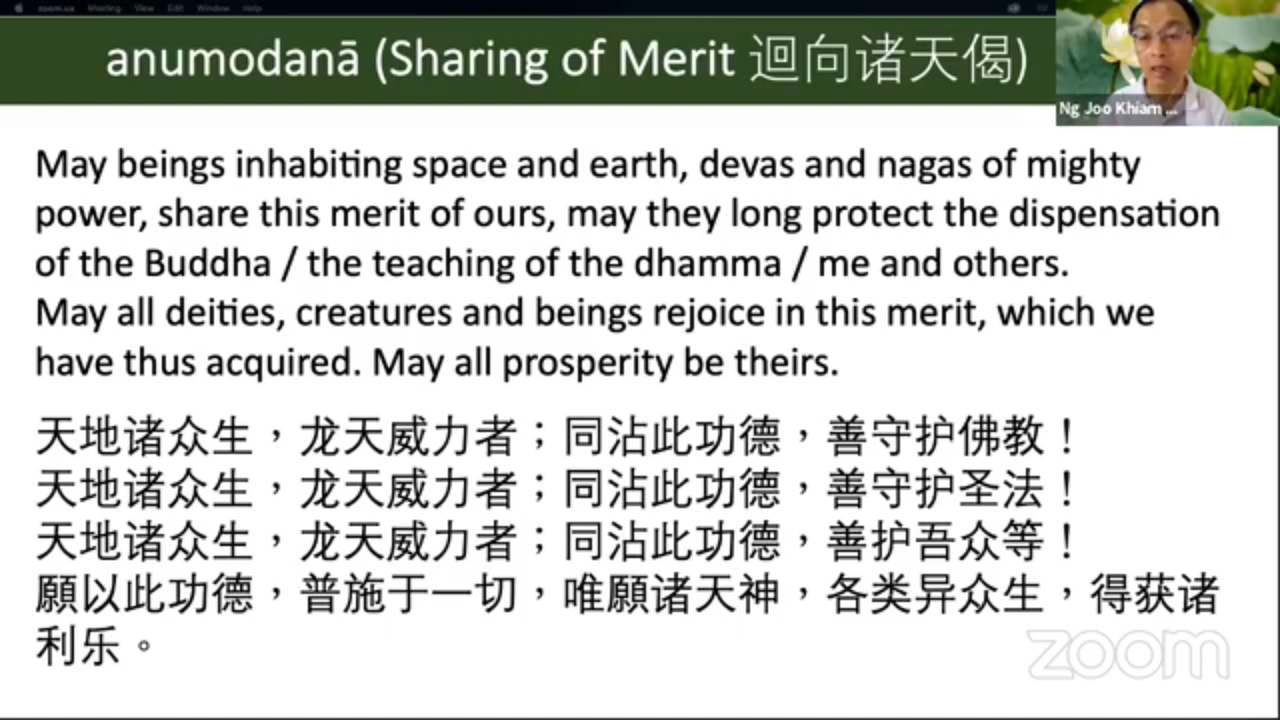 zoom.us Meeting View Edit Window Help
anumodanā (Sharing of Merit 迴向诸天偈)
Ng Joo Khiam ...
May beings inhabiting space and earth, devas and nagas of mighty
power, share this merit of ours, may they long protect the dispensation
of the Buddha / the teaching of the dhamma / me and others.
May all deities, creatures and beings rejoice in this merit, which we
have thus acquired. May all prosperity be theirs.
天地诸众生，龙天威力者；同沾此功德，善守护佛教！
天地诸众生，龙天威力者；同沾此功德，善守护圣法！
天地诸众生，龙天威力者；同沾此功德，善护吾众等！
願以此功德，普施于一切，唯願诸天神，各类异众生，得获诸
利乐。
zoom